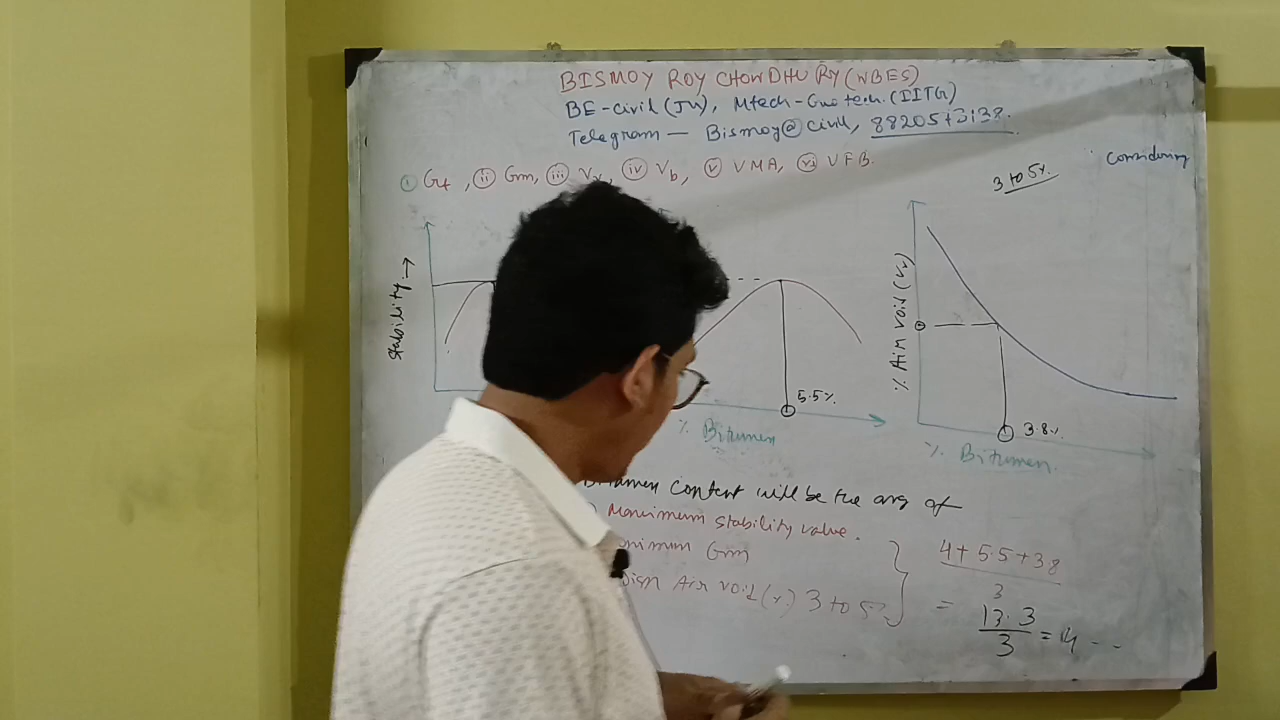 BISMOY ROY CHOWDHURY (WBES)
BE-Civil (JU), Mtech-Geotech. (IITG)
Telegram — Bismoy@civil,
(i) Gt, (ii) Gm, (iii) Vv, (iv) Vb, (v) VMA, (vi) VFB.
3 to 5%.
Considering
Stability →
5.5%.
% Bitumen
% Air void (Vv)
3.8%.
% Bitumen.
Bitumen content will be the avg of
Maximum stability value.
Gm
Air void (%) 3 to 5%
4+5.5+3.8
3
= 13.3
3
= 4 --